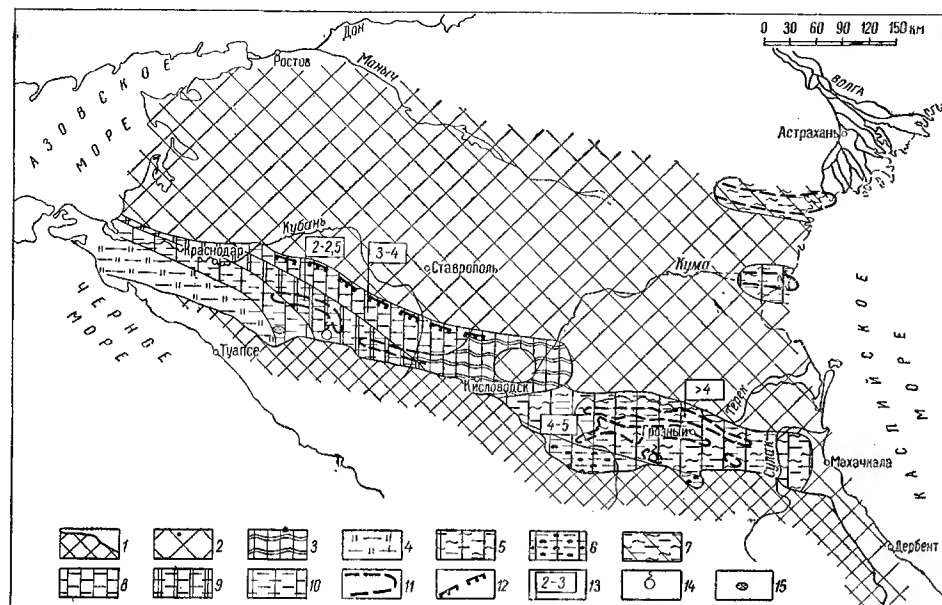 0 30 60 90 120 150 км
Дон
Ростов
Маныч
ВОЛГА
Астрахань
АЗОВСКОЕ
МОРЕ
Кубань
Краснодар
2-2,5
3-4
Ставрополь
Кума
ЧЕРНОЕ
МОРЕ
Туапсе
Кисловодск
>4
Терек
4-5
Грозный
Сулак
Махачкала
КАСПИЙСКОЕ
МОРЕ
Дербент
1 2 3 4 5 6 7
8 9 10 11 12 2-3 13 14 15